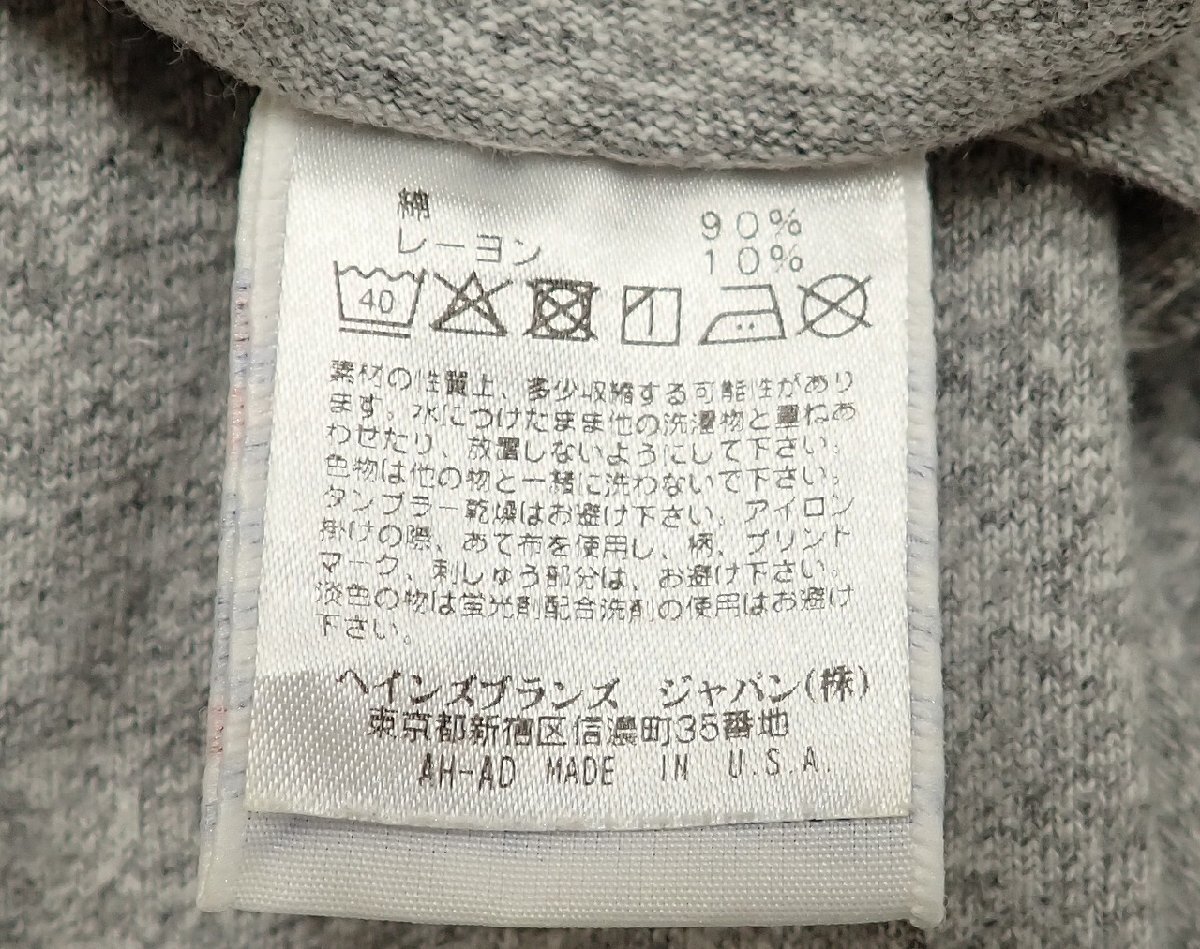 綿 90%
レーヨン 10%
40
素材の性質上、多少収縮する可能性があり
ます。水につけたまま他の洗濯物と重ねあ
わせたり、放置しないようにして下さい。
色物は他の物と一緒に洗わないで下さい。
タンブラー乾燥はお避け下さい。アイロン
掛けの際、あて布を使用し、柄、プリント
マーク、刺しゅう部分は、お避け下さい。
淡色の物は蛍光剤配合洗剤の使用はお避け
下さい。
ヘインズブランズ ジャパン(株)
東京都新宿区信濃町35番地
AH-AD MADE IN U.S.A.